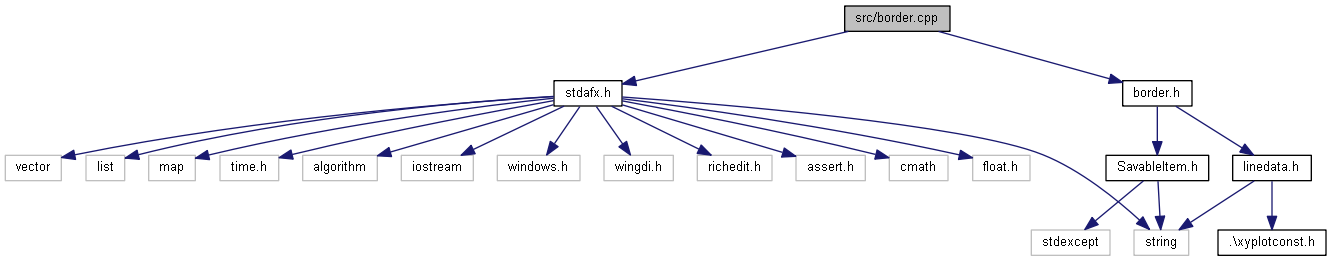 src/border.cpp
stdafx.h
border.h
vector
list
map
time.h
algorithm
iostream
windows.h
wingdi.h
richedit.h
assert.h
cmath
float.h
SavableItem.h
linedata.h
stdexcept
string
.\xyplotconst.h